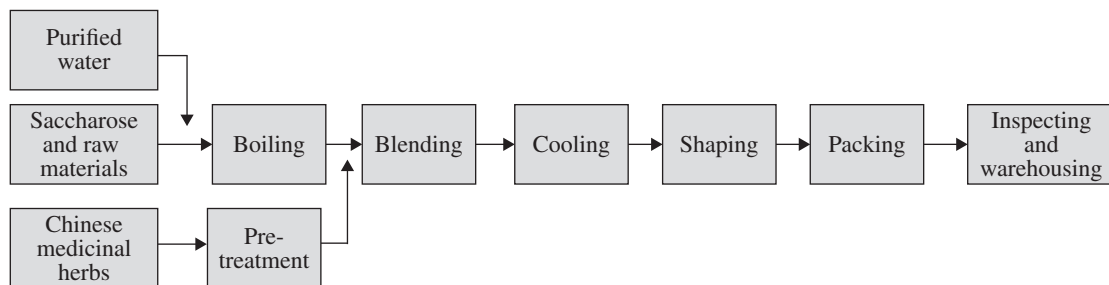 Purified
water
Saccharose
and raw
materials
Boiling
Blending
Cooling
Shaping
Packing
Inspecting
and
warehousing
Chinese
medicinal
herbs
Pre-
treatment